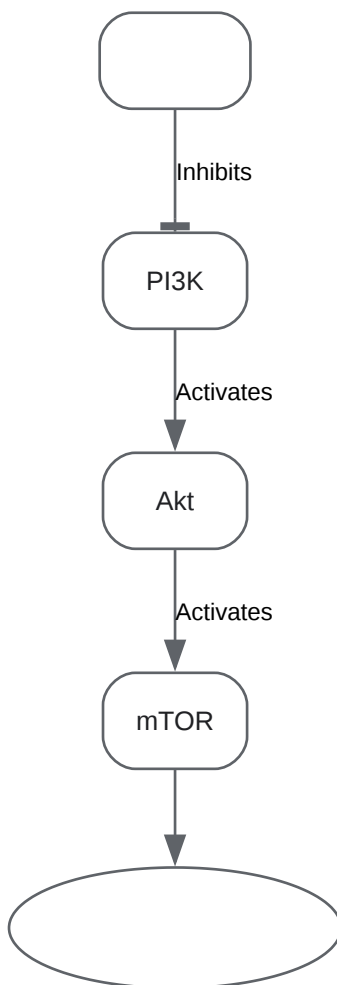 Inhibits
PI3K
Activates
Akt
Activates
mTOR